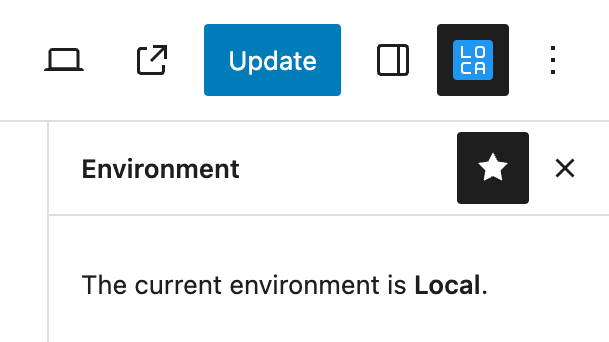 Update
LO
CA
Environment
The current environment is Local.